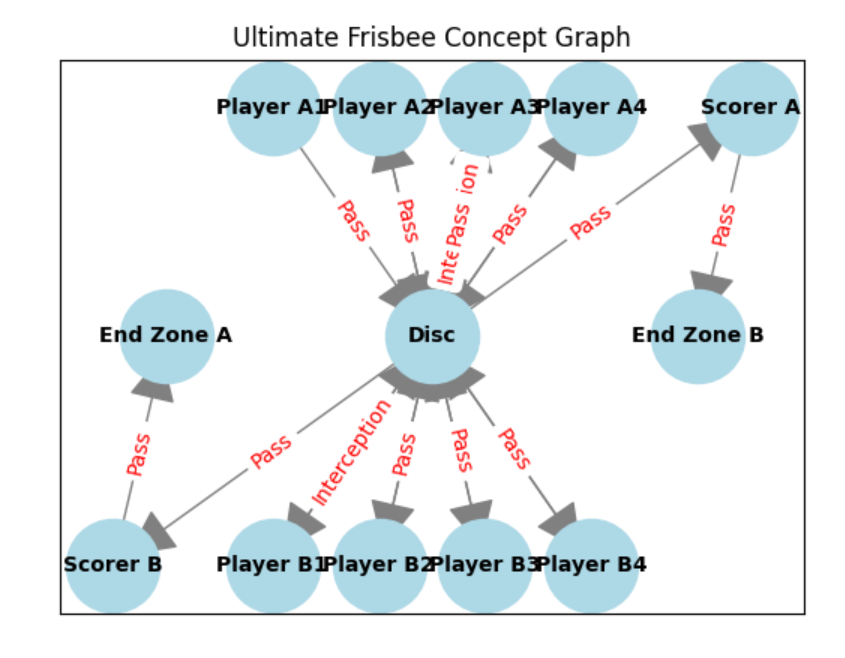 Ultimate Frisbee Concept Graph
Player A1 Player A2 Player A3 Player A4 Scorer A
Pass Pass Pass Pass Pass Pass
End Zone A Disc End Zone B
Pass Pass Interception Pass Pass Pass
Scorer B Player B1 Player B2 Player B3 Player B4